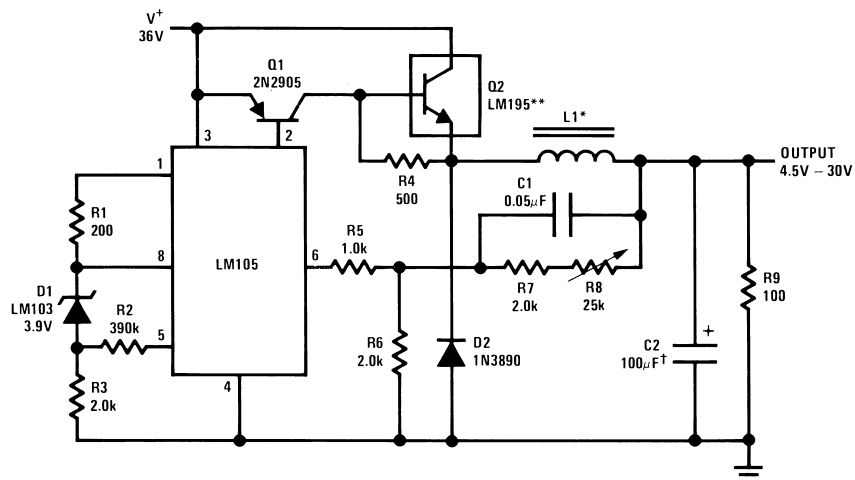 V+
36V
Q1
2N2905
Q2
LM195**
L1*
OUTPUT
4.5V – 30V
3
2
1
R4
500
C1
0.05μF
R1
200
R5
1.0k
8
LM105
6
R7
2.0k
R8
25k
R9
100
D1
LM103
3.9V
R2
390k
5
R6
2.0k
D2
1N3890
+
C2
100μF†
R3
2.0k
4